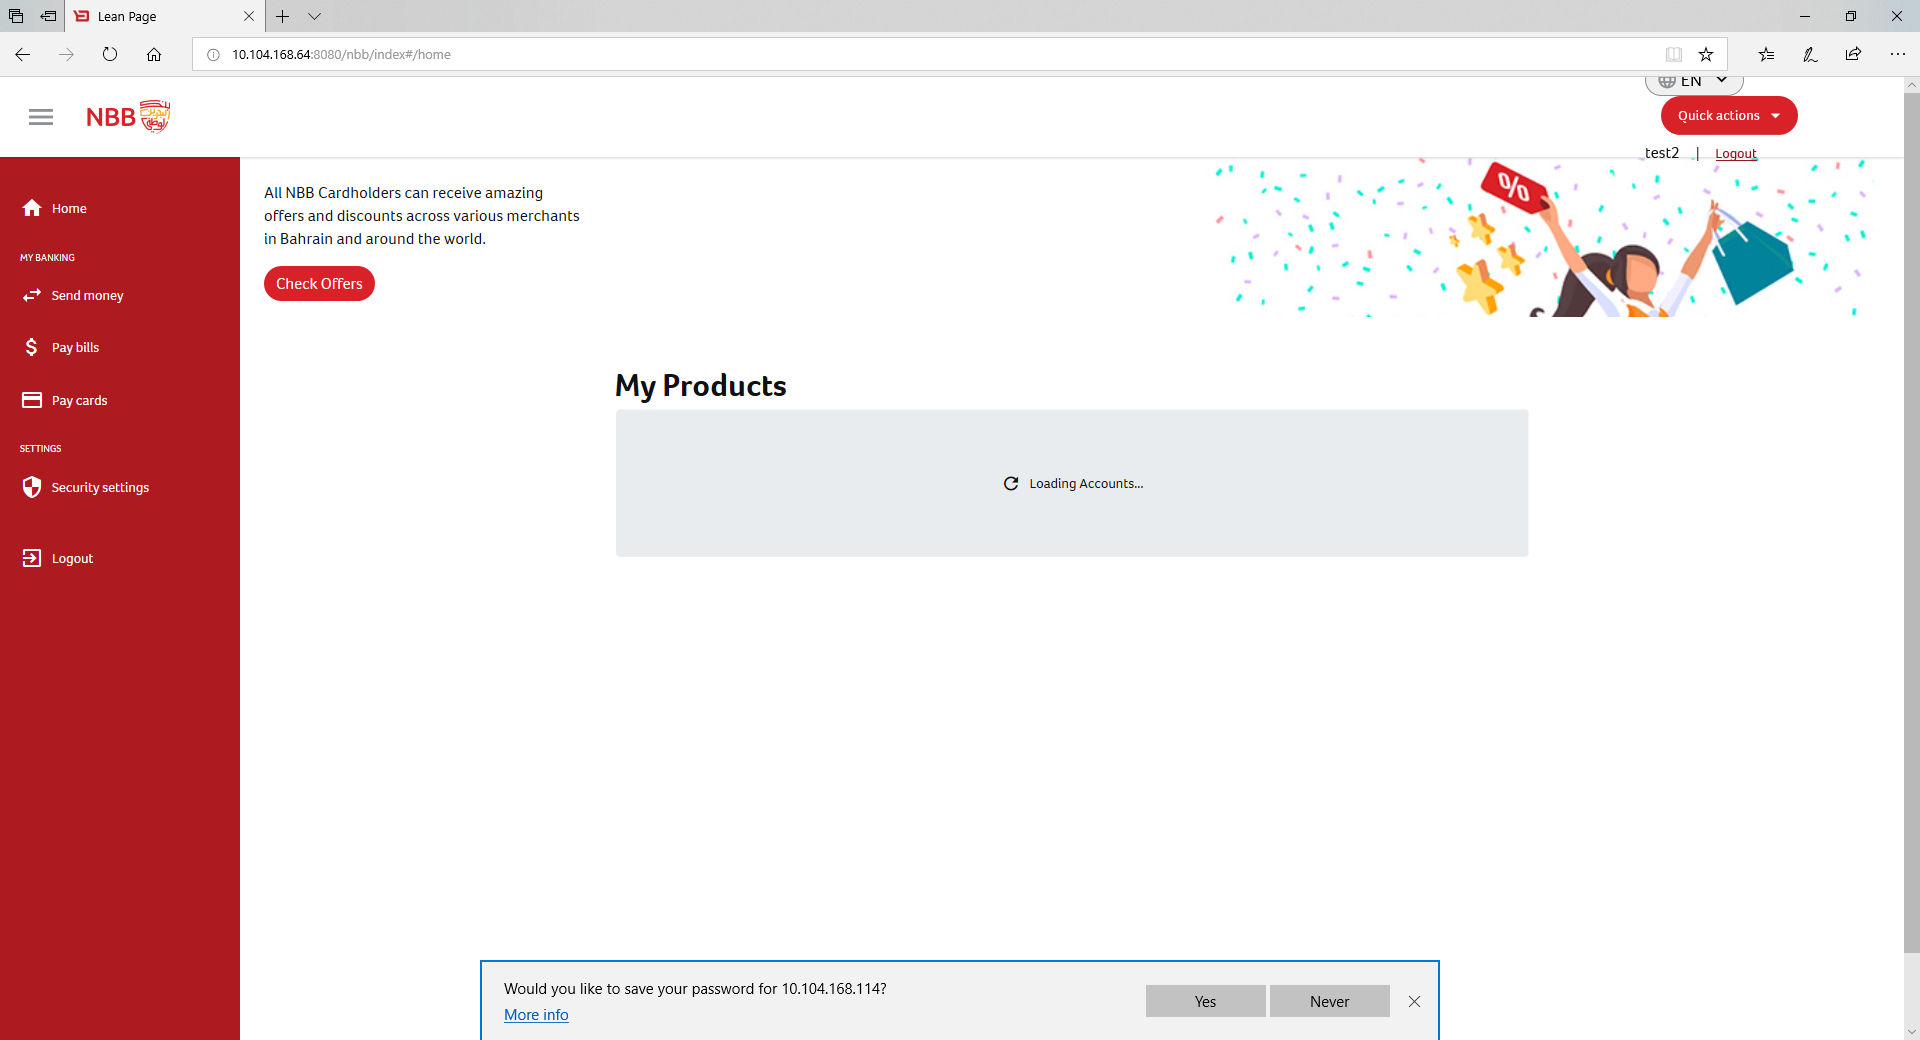 Lean Page
10.104.168.64:8080/nbb/index#/home
EN
NBB
Quick actions
test2 | Logout
Home
MY BANKING
Send money
Pay bills
Pay cards
SETTINGS
Security settings
Logout
All NBB Cardholders can receive amazing
offers and discounts across various merchants
in Bahrain and around the world.
Check Offers
%
My Products
Loading Accounts...
Would you like to save your password for 10.104.168.114?
More info
Yes
Never